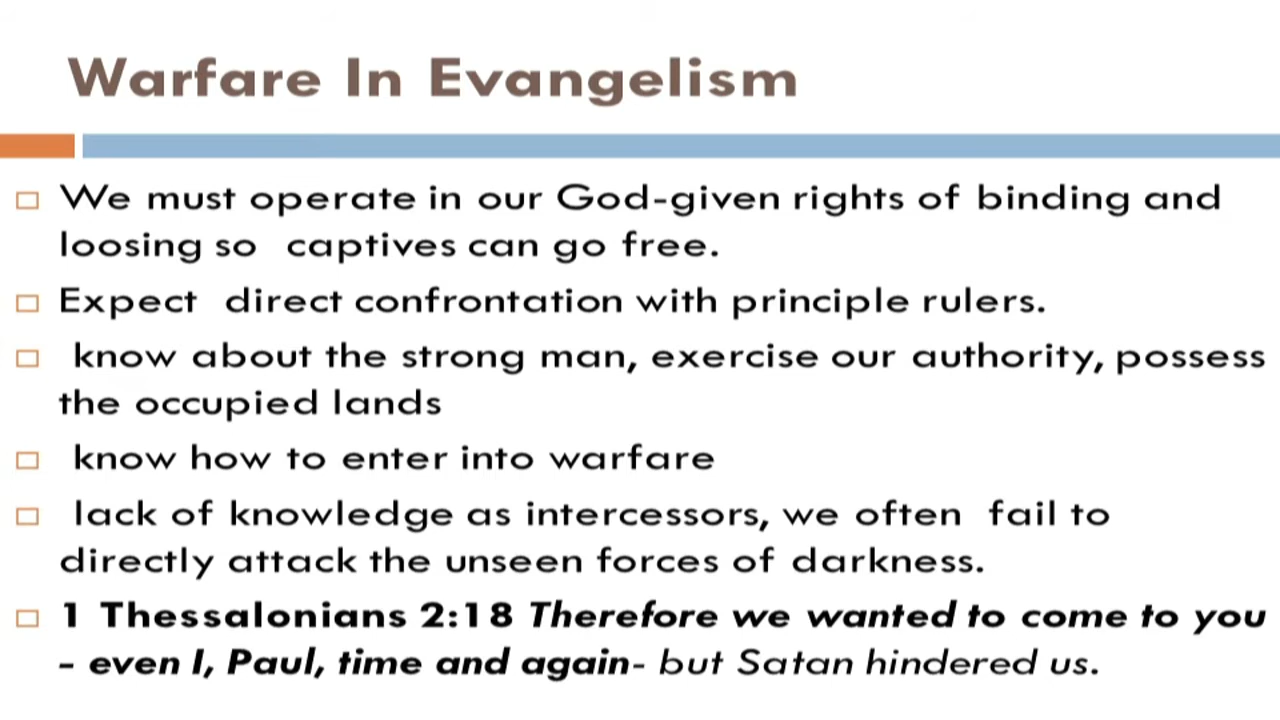 Warfare In Evangelism
We must operate in our God-given rights of binding and
loosing so captives can go free.
Expect direct confrontation with principle rulers.
know about the strong man, exercise our authority, possess
the occupied lands
know how to enter into warfare
lack of knowledge as intercessors, we often fail to
directly attack the unseen forces of darkness.
1 Thessalonians 2:18 Therefore we wanted to come to you
– even I, Paul, time and again- but Satan hindered us.